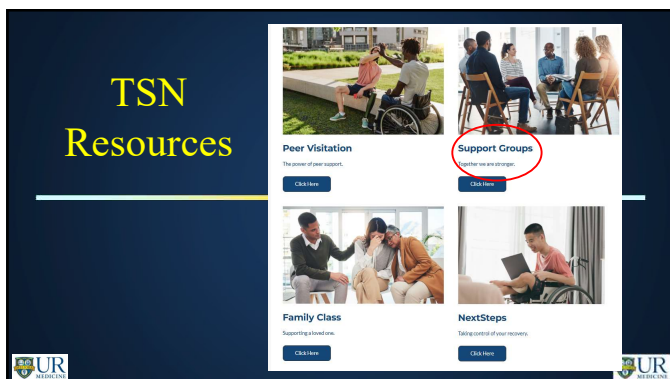 TSN
Resources
Peer Visitation
The power of peer support.
Click Here
Support Groups
Together we are stronger.
Click Here
Family Class
Supporting a loved one.
Click Here
NextSteps
Taking control of your recovery.
Click Here
UR
MEDICINE
UR
MEDICINE